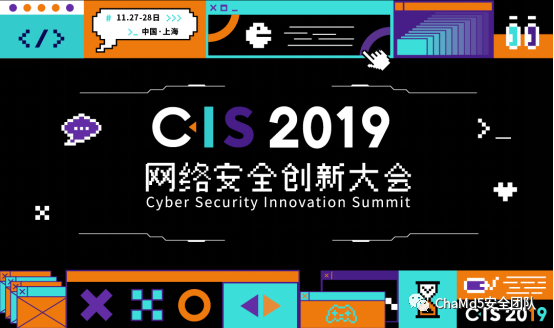 </>
# 11.27-28日 >>>
>_ 中国·上海
CIS 2019
网络安全创新大会
Cyber Security Innovation Summit
>_
ChaMd5安全团队
CIS 2019